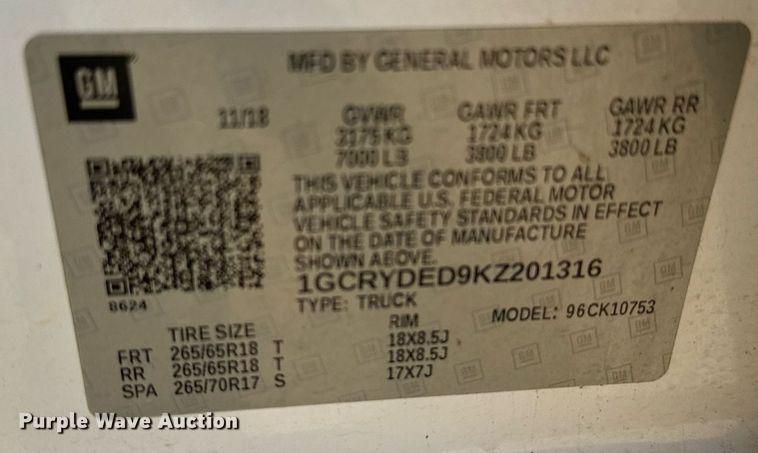 GM
MFD BY GENERAL MOTORS LLC
11/18 GVWR GAWR FRT GAWR RR
3175 KG 1724 KG 1724 KG
7000 LB 3800 LB 3800 LB
THIS VEHICLE CONFORMS TO ALL
APPLICABLE U.S. FEDERAL MOTOR
VEHICLE SAFETY STANDARDS IN EFFECT
ON THE DATE OF MANUFACTURE
SHOWN ABOVE.
1GCRYDED9KZ201316
8624
TYPE: TRUCK MODEL: 96CK10753
TIRE SIZE RIM
FRT 265/65R18 T 18X8.5J
RR 265/65R18 T 18X8.5J
SPA 265/70R17 S 17X7J
Purple Wave Auction